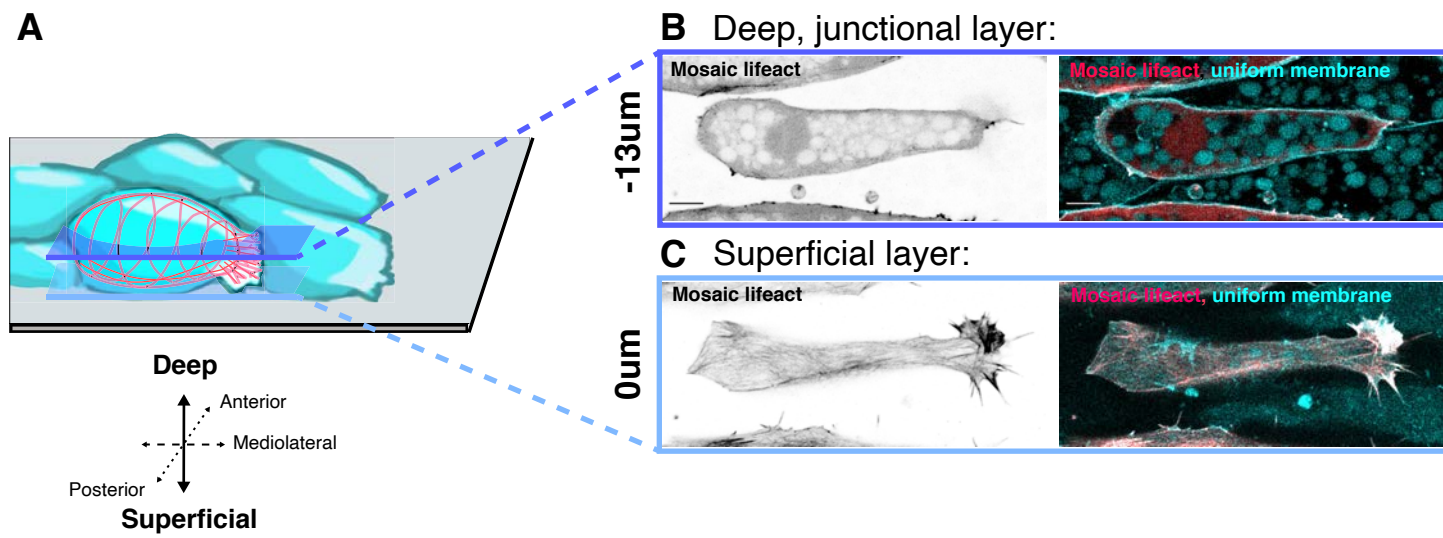 A
B Deep, junctional layer:
-13um
Mosaic lifeact
Mosaic lifeact, uniform membrane
C Superficial layer:
0um
Mosaic lifeact
Mosaic lifeact, uniform membrane
Deep
Anterior
Mediolateral
Posterior
Superficial